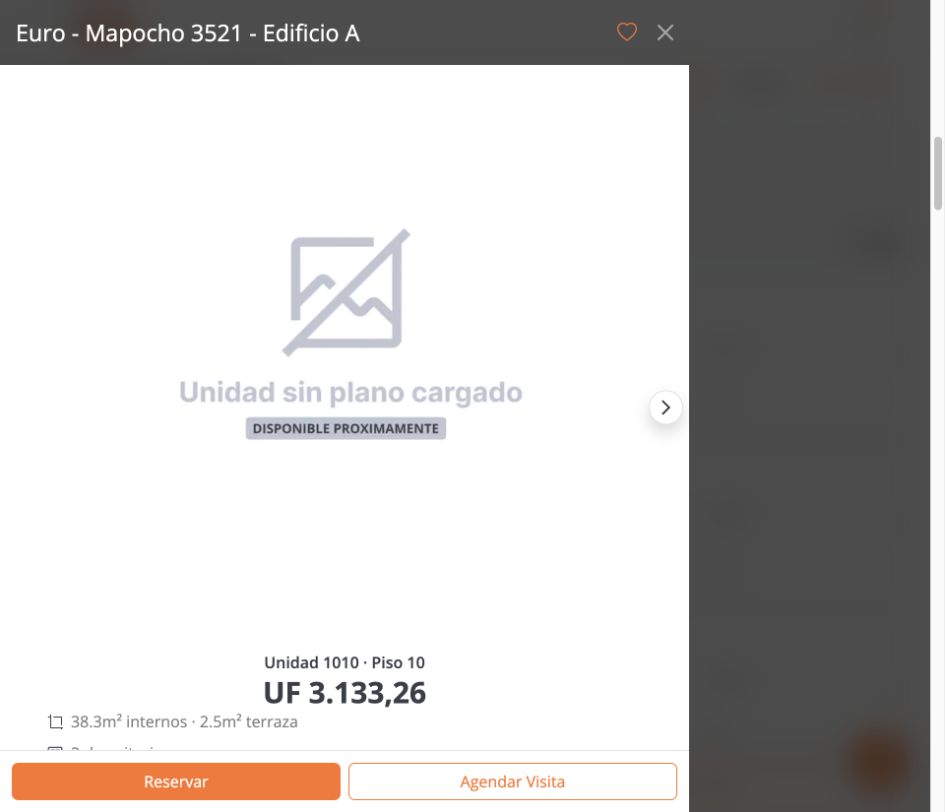 Euro - Mapocho 3521 - Edificio A
Unidad sin plano cargado
DISPONIBLE PROXIMAMENTE
Unidad 1010 · Piso 10
UF 3.133,26
38.3m² internos · 2.5m² terraza
Reservar
Agendar Visita